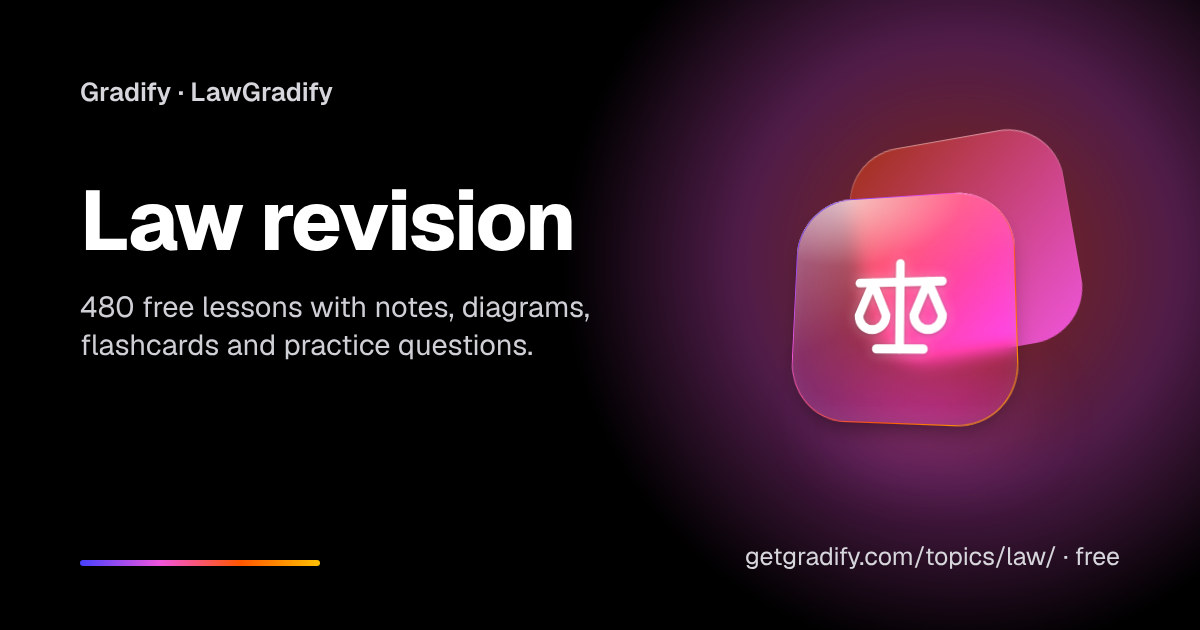 Gradify · LawGradify
Law revision
480 free lessons with notes, diagrams,
flashcards and practice questions.
getgradify.com/topics/law/ · free